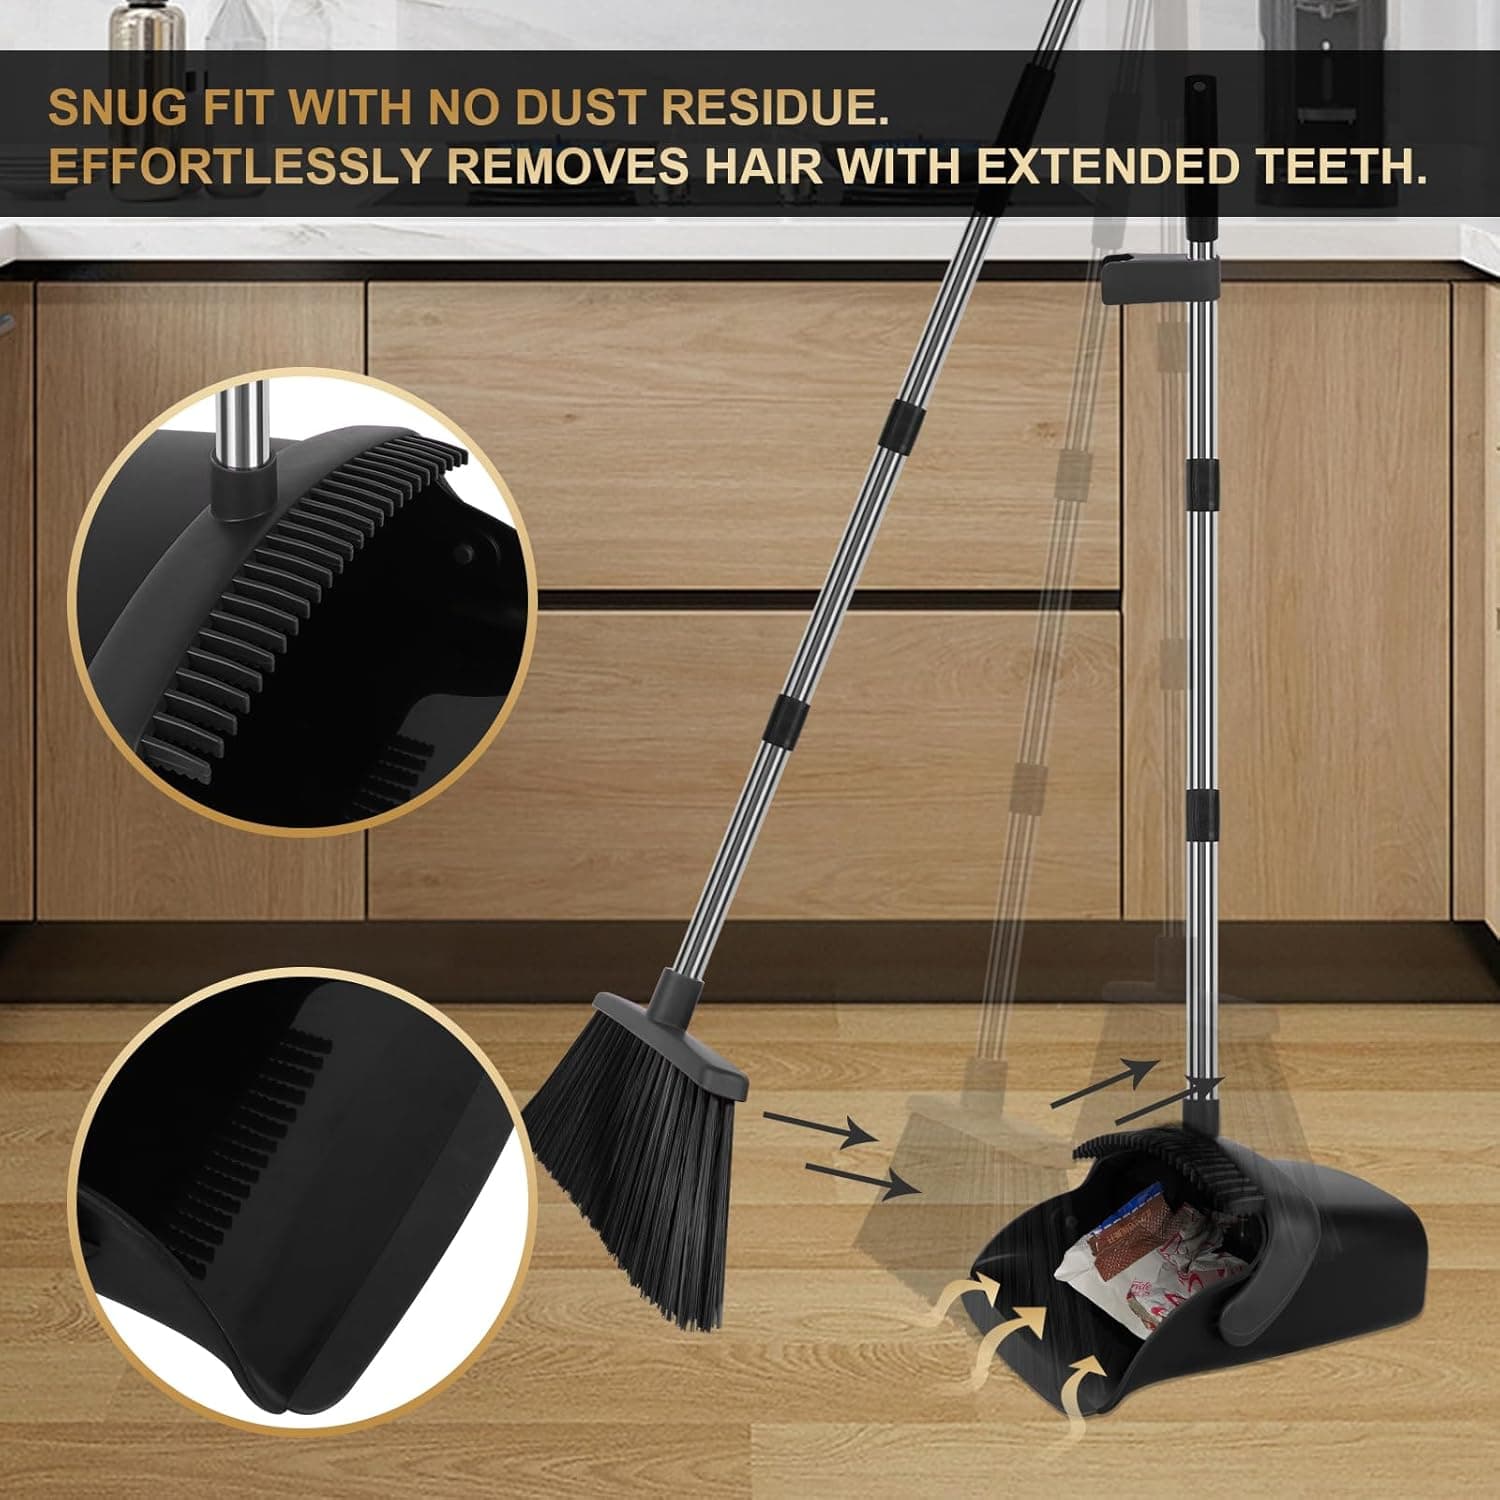 SNUG FIT WITH NO DUST RESIDUE.
EFFORTLESSLY REMOVES HAIR WITH EXTENDED TEETH.